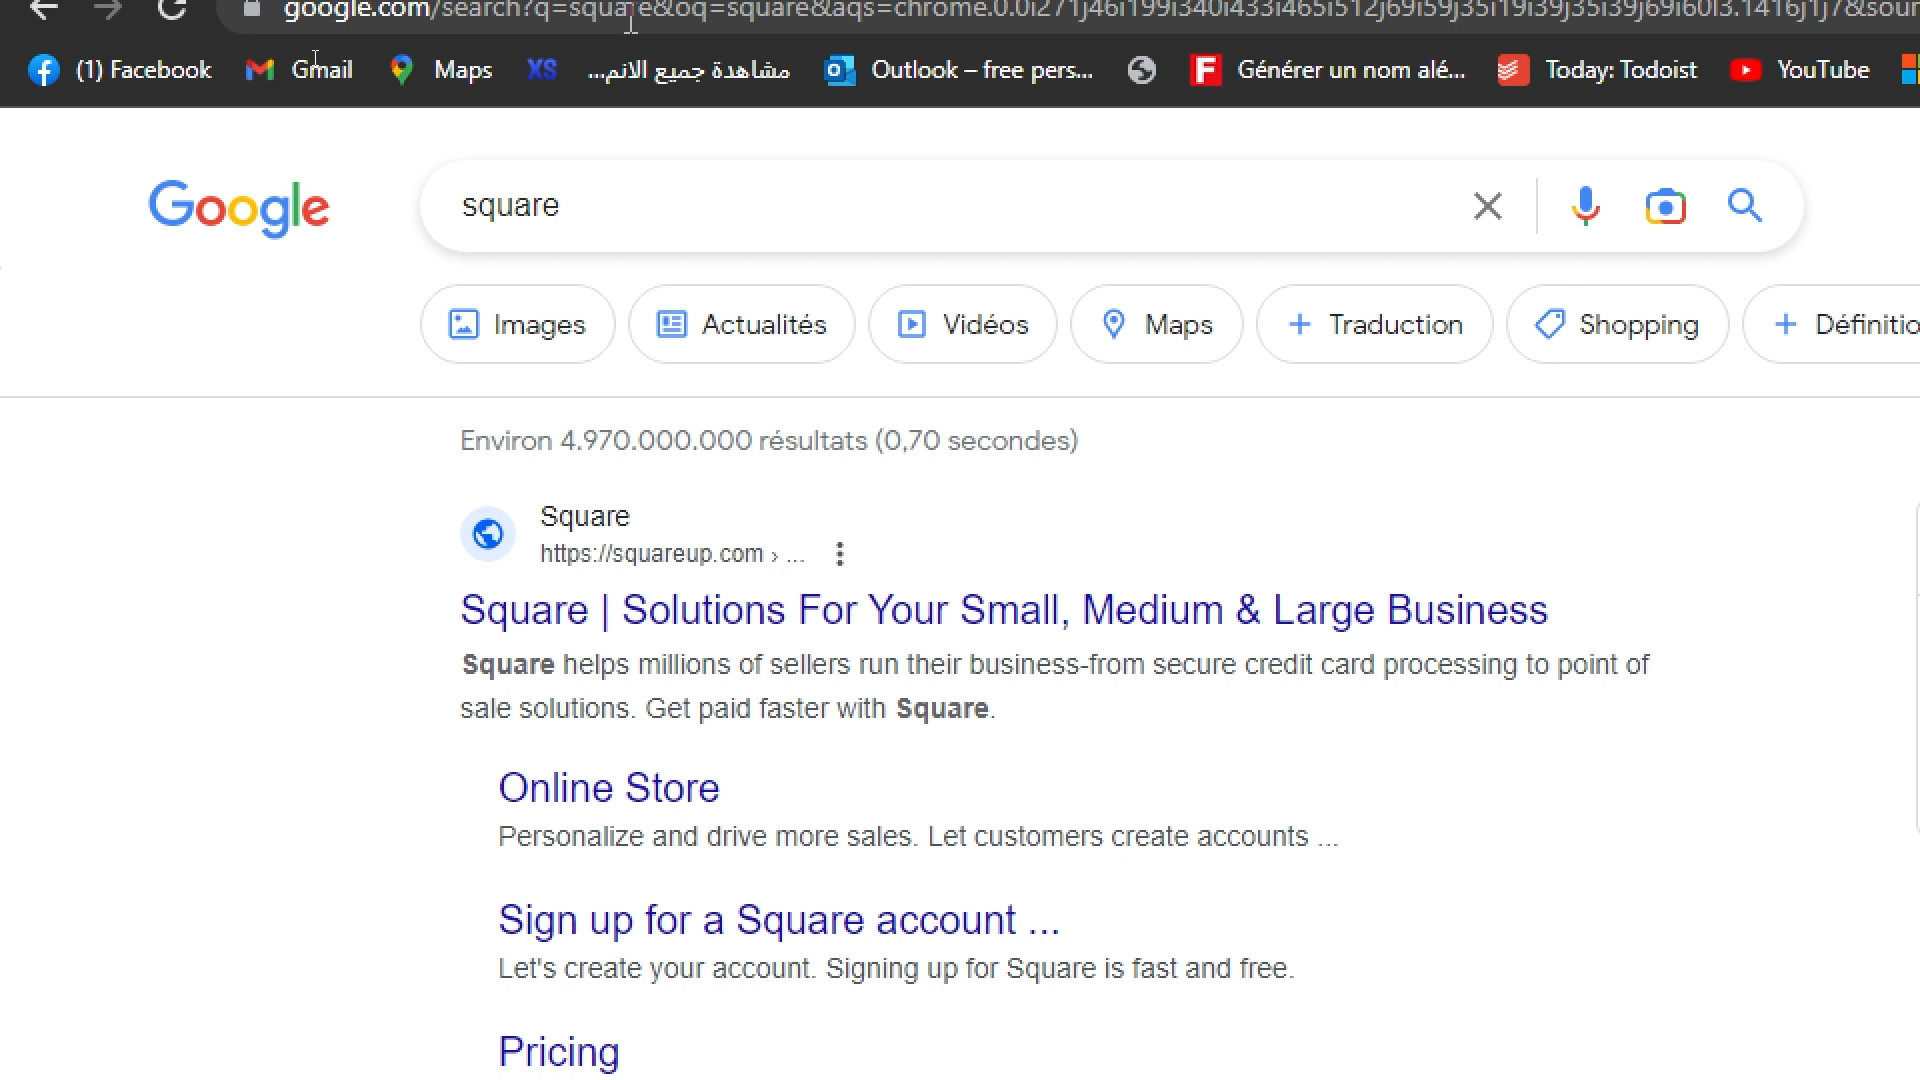 google.com/search?q=square&oq=square&aqs=chrome.0.0i271j46i199i340i433i465i512j69i59j35i19i39j35i39j69i60l3.1416j1j7&sour
(1) Facebook Gmail Maps XS مشاهدة جميع الانم... Outlook – free pers... Générer un nom alé... Today: Todoist YouTube
Google square
Images Actualités Vidéos Maps Traduction Shopping Définitio
Environ 4.970.000.000 résultats (0,70 secondes)
Square
https://squareup.com › ...
Square | Solutions For Your Small, Medium & Large Business
Square helps millions of sellers run their business-from secure credit card processing to point of
sale solutions. Get paid faster with Square.
Online Store
Personalize and drive more sales. Let customers create accounts ...
Sign up for a Square account ...
Let's create your account. Signing up for Square is fast and free.
Pricing